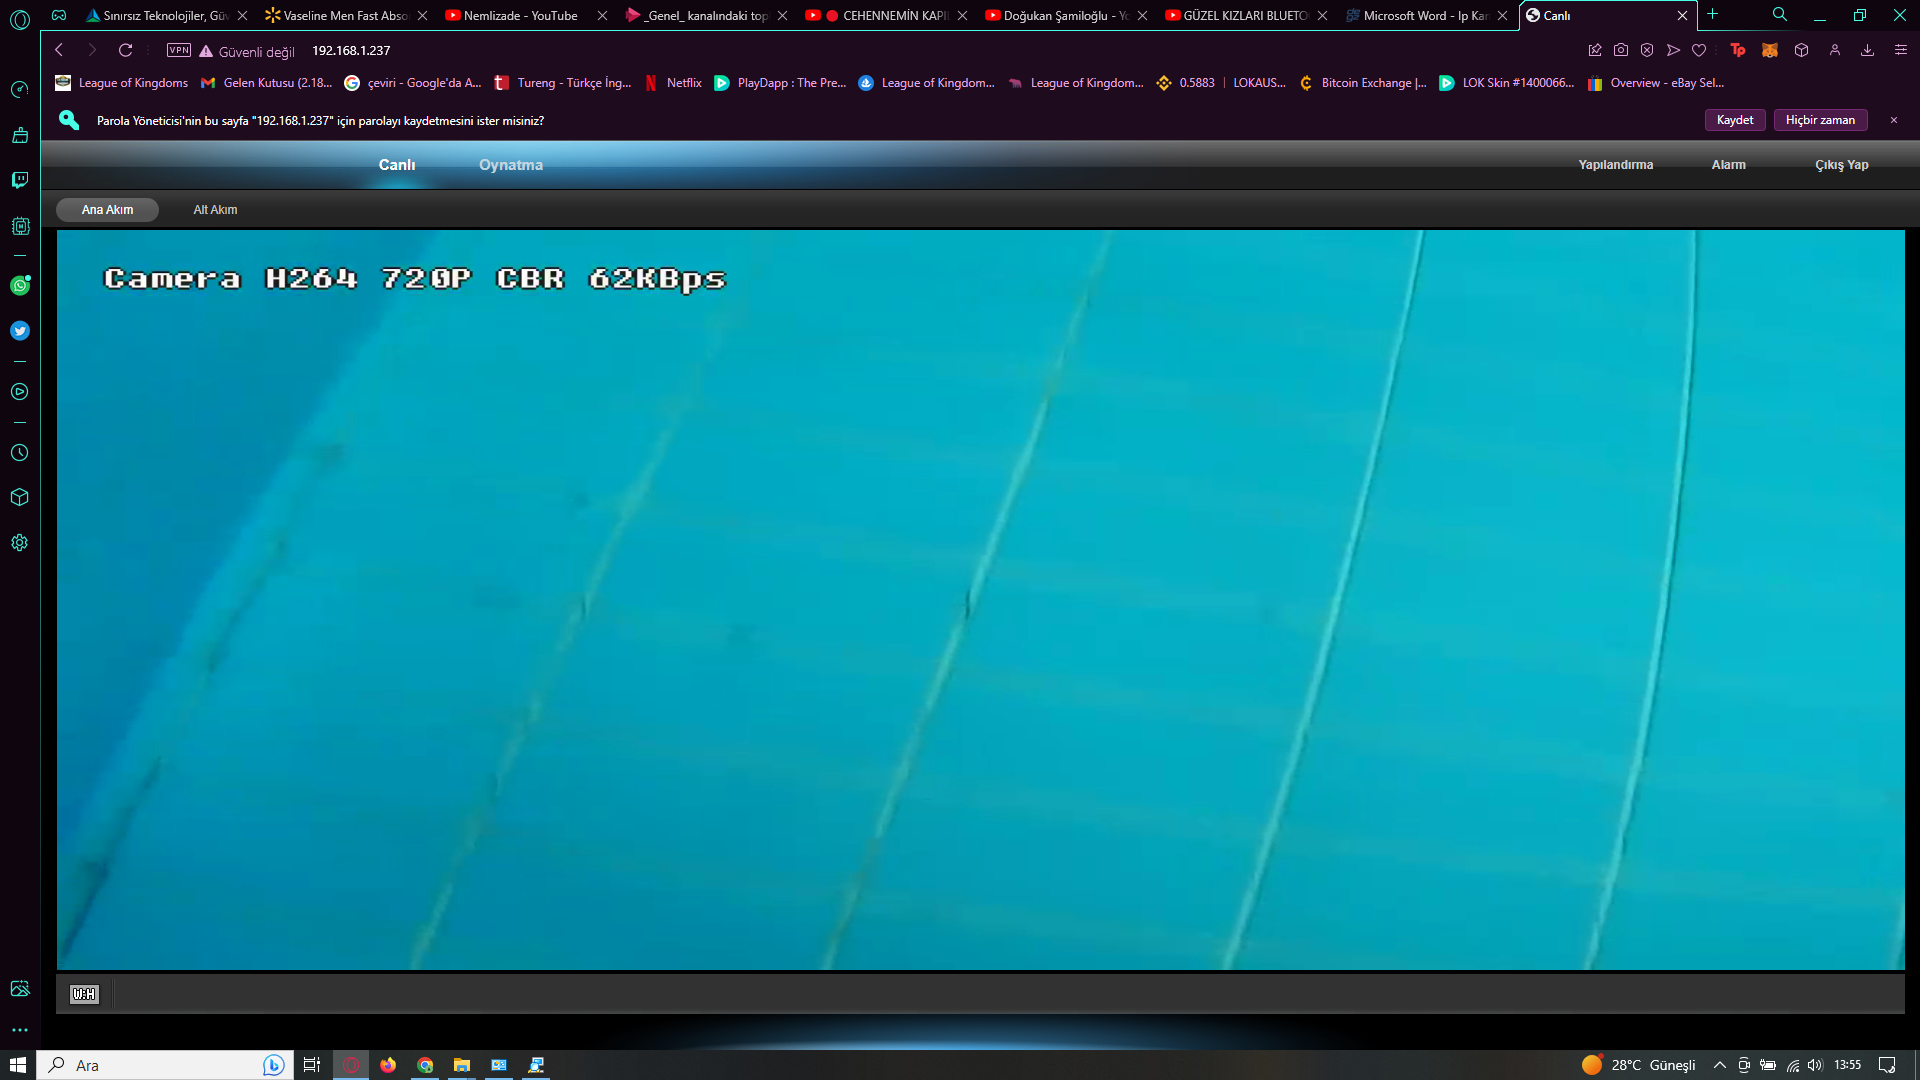 Sınırsız Teknolojiler, Gü
Vaseline Men Fast Abso
Nemlizade - YouTube
_Genel_ kanalındaki top
CEHENNEMİN KAPI
Doğukan Şamiloğlu - Yo
GÜZEL KIZLARI BLUETO
Microsoft Word - Ip Ka
Canlı
VPN
Güvenli değil
192.168.1.237
League of Kingdoms
Gelen Kutusu (2.18...
çeviri - Google'da A...
Tureng - Türkçe İng...
Netflix
PlayDapp : The Pre...
League of Kingdom...
League of Kingdom...
0.5883 | LOKAUS...
Bitcoin Exchange |...
LOK Skin #1400066...
Overview - eBay Sel...
Parola Yöneticisi'nin bu sayfa "192.168.1.237" için parolayı kaydetmesini ister misiniz?
Kaydet
Hiçbir zaman
Canlı
Oynatma
Yapılandırma
Alarm
Çıkış Yap
Ana Akım
Alt Akım
Camera H264 720P CBR 62KBps
W:H
Ara
28°C Güneşli
13:55